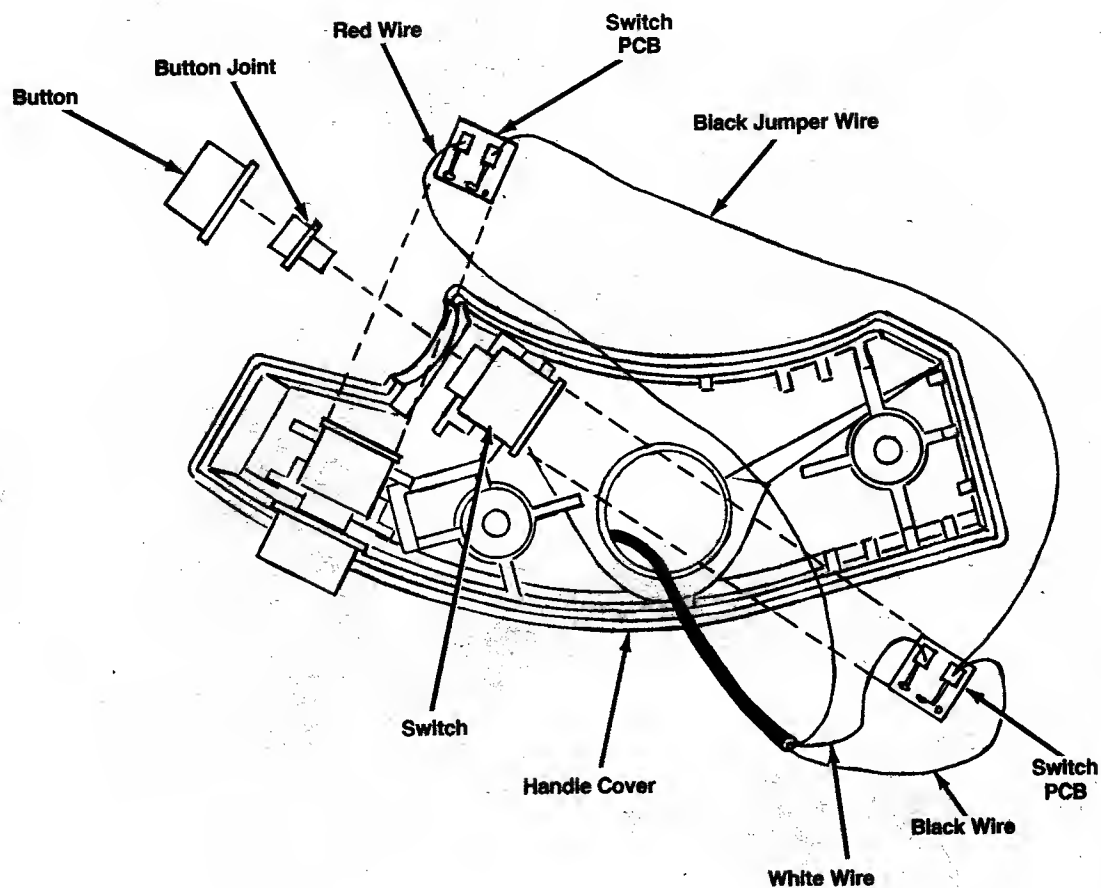 Red Wire
Switch
PCB
Button Joint
Button
Black Jumper Wire
Switch
Handle Cover
Switch
PCB
Black Wire
White Wire